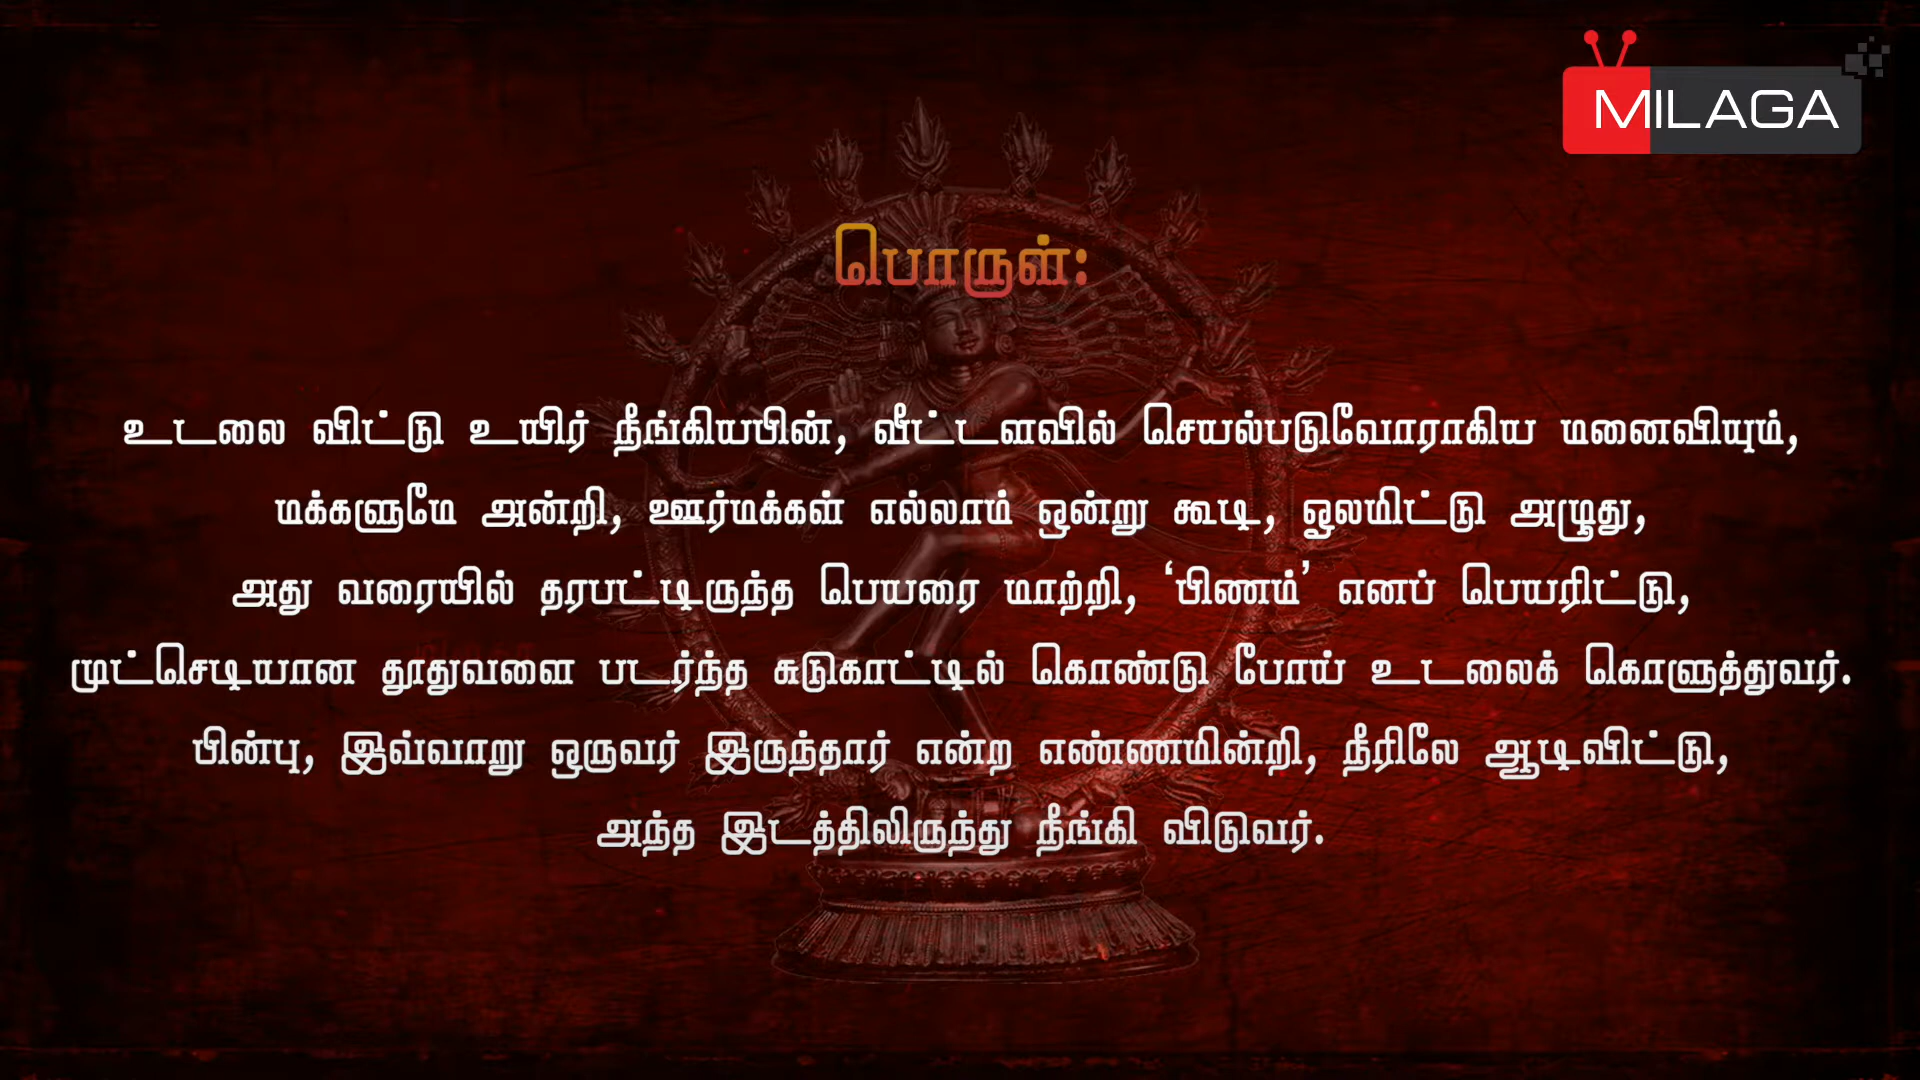 MILAGA
பொருள்:
உடலை விட்டு உயிர் நீங்கியபின், வீட்டளவில் செயல்படுவோராகிய மனைவியும்,
மக்களுமே அன்றி, ஊர்மக்கள் எல்லாம் ஒன்று கூடி, ஓலமிட்டு அழுது,
அது வரையில் தரபட்டிருந்த பெயரை மாற்றி, ‘பிணம்’ எனப் பெயரிட்டு,
முட்செடியான தூதுவளை படர்ந்த சுடுகாட்டில் கொண்டு போய் உடலைக் கொளுத்துவர்.
பின்பு, இவ்வாறு ஒருவர் இருந்தார் என்ற எண்ணமின்றி, நீரிலே ஆடிவிட்டு,
அந்த இடத்திலிருந்து நீங்கி விடுவர்.